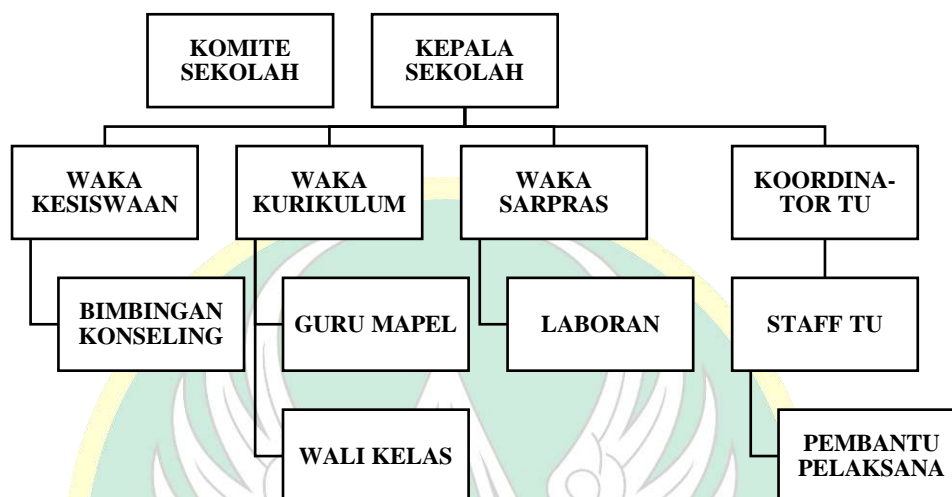 KOMITE
SEKOLAH
KEPALA
SEKOLAH
WAKA
KESISWAAN
WAKA
KURIKULUM
WAKA
SARPRAS
KOORDINA-
TOR TU
BIMBINGAN
KONSELING
GURU MAPEL
LABORAN
STAFF TU
WALI KELAS
PEMBANTU
PELAKSANA